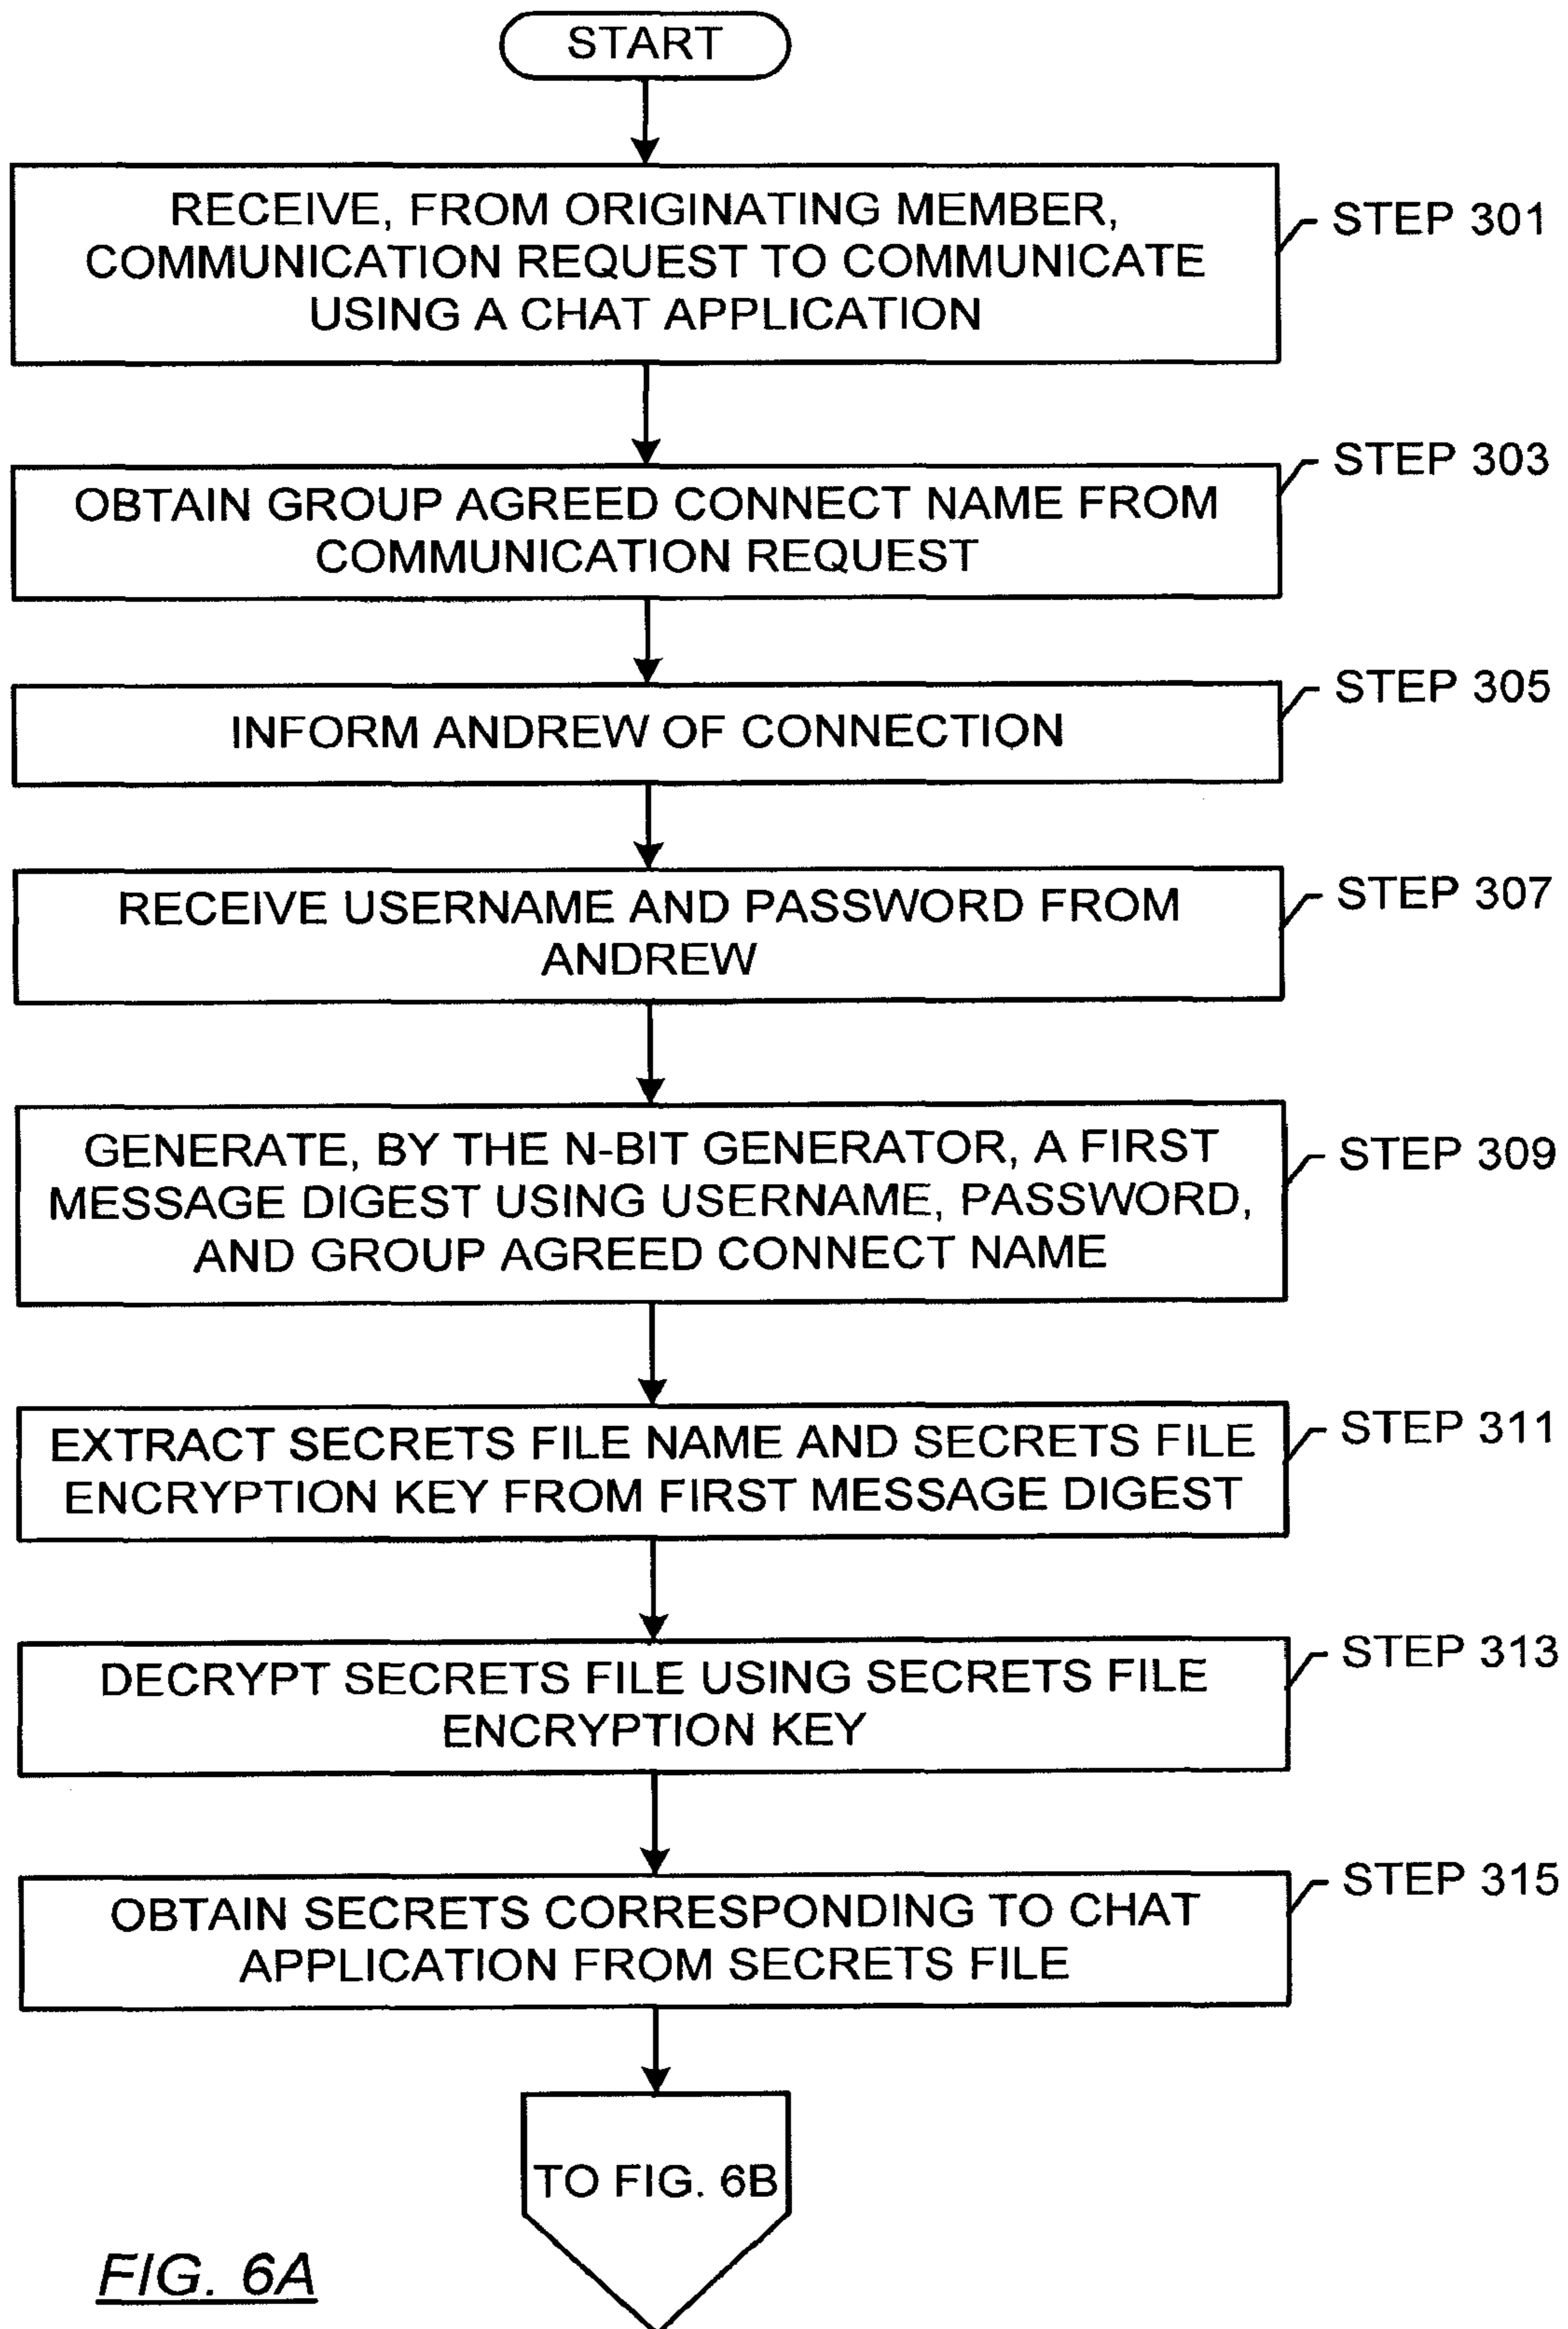 START
RECEIVE, FROM ORIGINATING MEMBER,
COMMUNICATION REQUEST TO COMMUNICATE
USING A CHAT APPLICATION
STEP 301
OBTAIN GROUP AGREED CONNECT NAME FROM
COMMUNICATION REQUEST
STEP 303
INFORM ANDREW OF CONNECTION
STEP 305
RECEIVE USERNAME AND PASSWORD FROM
ANDREW
STEP 307
GENERATE, BY THE N-BIT GENERATOR, A FIRST
MESSAGE DIGEST USING USERNAME, PASSWORD,
AND GROUP AGREED CONNECT NAME
STEP 309
EXTRACT SECRETS FILE NAME AND SECRETS FILE
ENCRYPTION KEY FROM FIRST MESSAGE DIGEST
STEP 311
DECRYPT SECRETS FILE USING SECRETS FILE
ENCRYPTION KEY
STEP 313
OBTAIN SECRETS CORRESPONDING TO CHAT
APPLICATION FROM SECRETS FILE
STEP 315
TO FIG. 6B
FIG. 6A